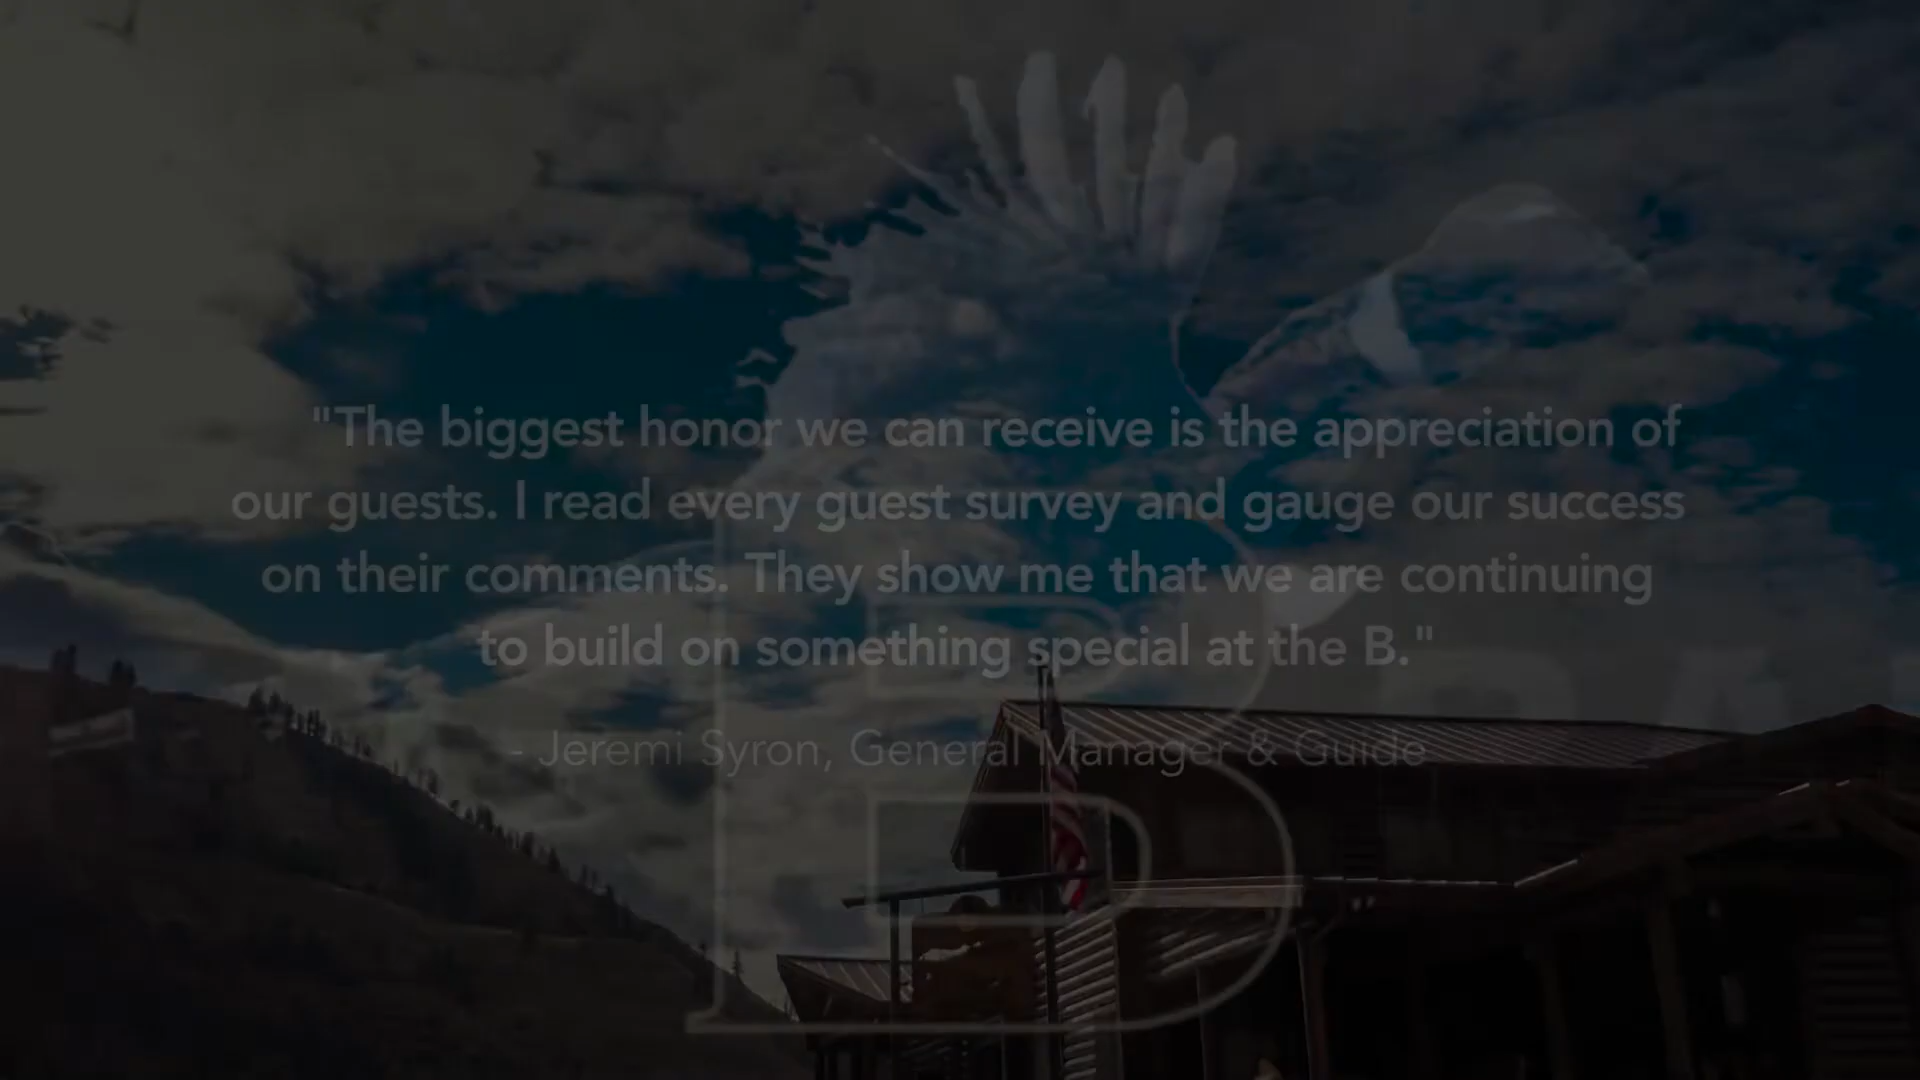 "The biggest honor we can receive is the appreciation of
our guests. I read every guest survey and gauge our success
on their comments. They show me that we are continuing
to build on something special at the B."
- Jeremi Syron, General Manager & Guide
B